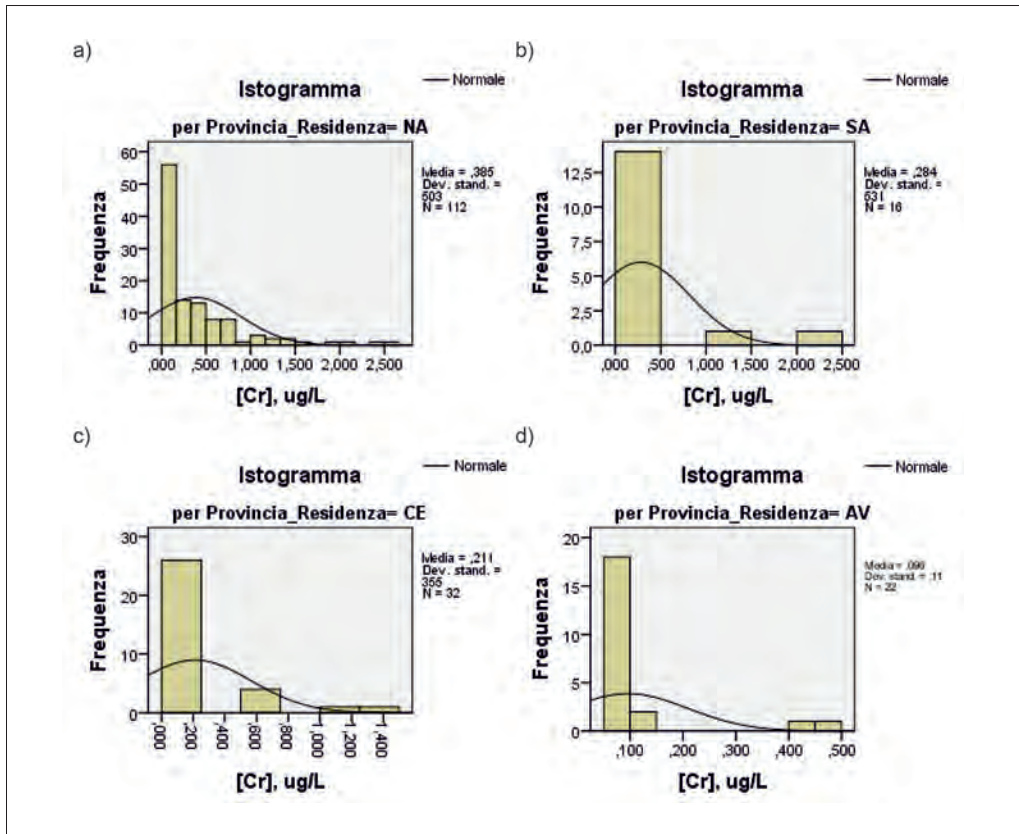 a)
Istogramma
— Normale
per Provincia_Residenza= NA
Frequenza
60
50
40
30
20
10
0
,000 ,500 1,000 1,500 2,000 2,500
[Cr], ug/L
Media = ,385
Dev. stand. =
503
N = 112
b)
Istogramma
— Normale
per Provincia_Residenza= SA
Frequenza
12,5
10,0
7,5
5,0
2,5
0,0
,000 ,500 1,000 1,500 2,000 2,500
[Cr], ug/L
Media = ,284
Dev. stand. =
531
N = 16
c)
Istogramma
— Normale
per Provincia_Residenza= CE
Frequenza
30
20
10
0
,000 ,200 ,400 ,600 ,800 1,000 1,200 1,400
[Cr], ug/L
Media = ,211
Dev. stand. =
355
N = 32
d)
Istogramma
— Normale
per Provincia_Residenza= AV
Frequenza
20
15
10
5
0
,100 ,200 ,300 ,400 ,500
[Cr], ug/L
Media =
Dev. stand. = ,11
N = 22